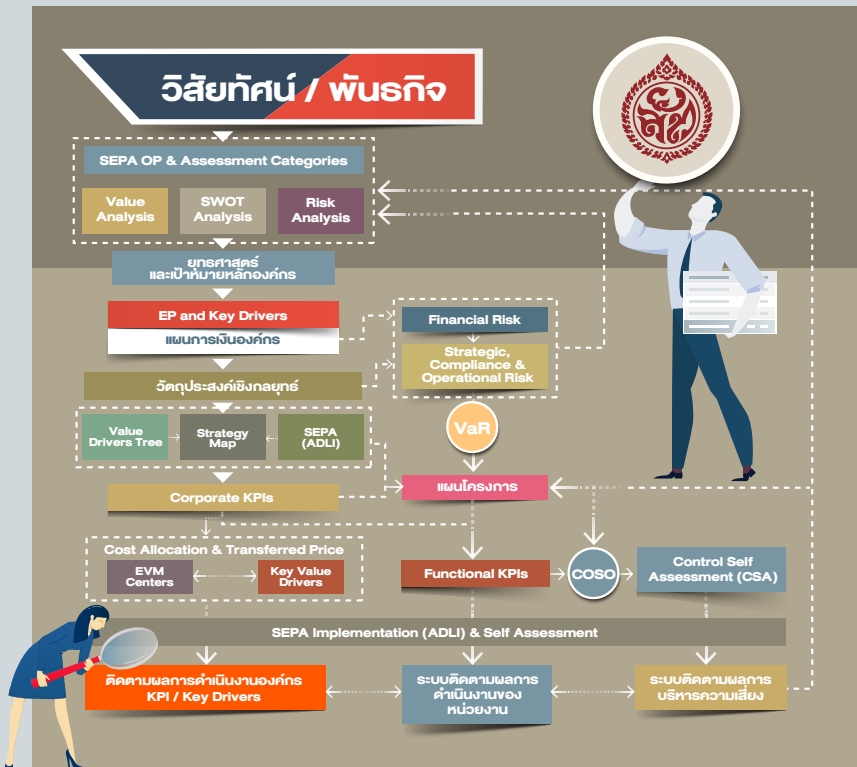 วิสัยทัศน์ / พันธกิจ
SEPA OP & Assessment Categories
Value
Analysis
SWOT
Analysis
Risk
Analysis
ยุทธศาสตร์
และเป้าหมายหลักองค์กร
EP and Key Drivers
แผนการเงินองค์กร
Financial Risk
Strategic,
Compliance &
Operational Risk
วัตถุประสงค์เชิงกลยุทธ์
Value
Drivers Tree
Strategy
Map
SEPA
(ADLI)
VaR
Corporate KPIs
แผนโครงการ
Cost Allocation & Transferred Price
EVM
Centers
Key Value
Drivers
Functional KPIs
COSO
Control Self
Assessment (CSA)
SEPA Implementation (ADLI) & Self Assessment
ติดตามผลการดำเนินงานองค์กร
KPI / Key Drivers
ระบบติดตามผลการ
ดำเนินงานของ
หน่วยงาน
ระบบติดตามผลการ
บริหารความเสี่ยง